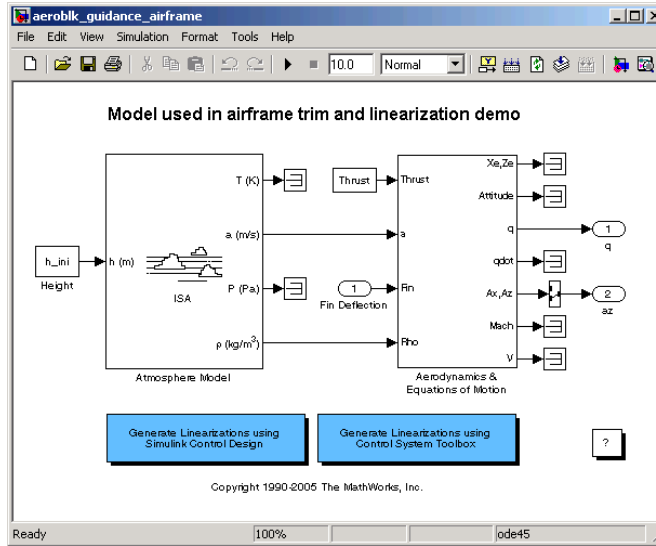 aeroblk_guidance_airframe
File Edit View Simulation Format Tools Help
10.0 Normal
Model used in airframe trim and linearization demo
h_ini
Height
h (m)
T (K)
a (m/s)
ISA
P (Pa)
ρ (kg/m³)
Atmosphere Model
Thrust
1
Fin Deflection
Thrust
a
Fin
Rho
Xe,Ze
Attitude
q
qdot
Ax,Az
Mach
V
Aerodynamics &
Equations of Motion
1
q
2
az
Generate Linearizations using
Simulink Control Design
Generate Linearizations using
Control System Toolbox
?
Copyright 1990-2005 The MathWorks, Inc.
Ready 100% ode45